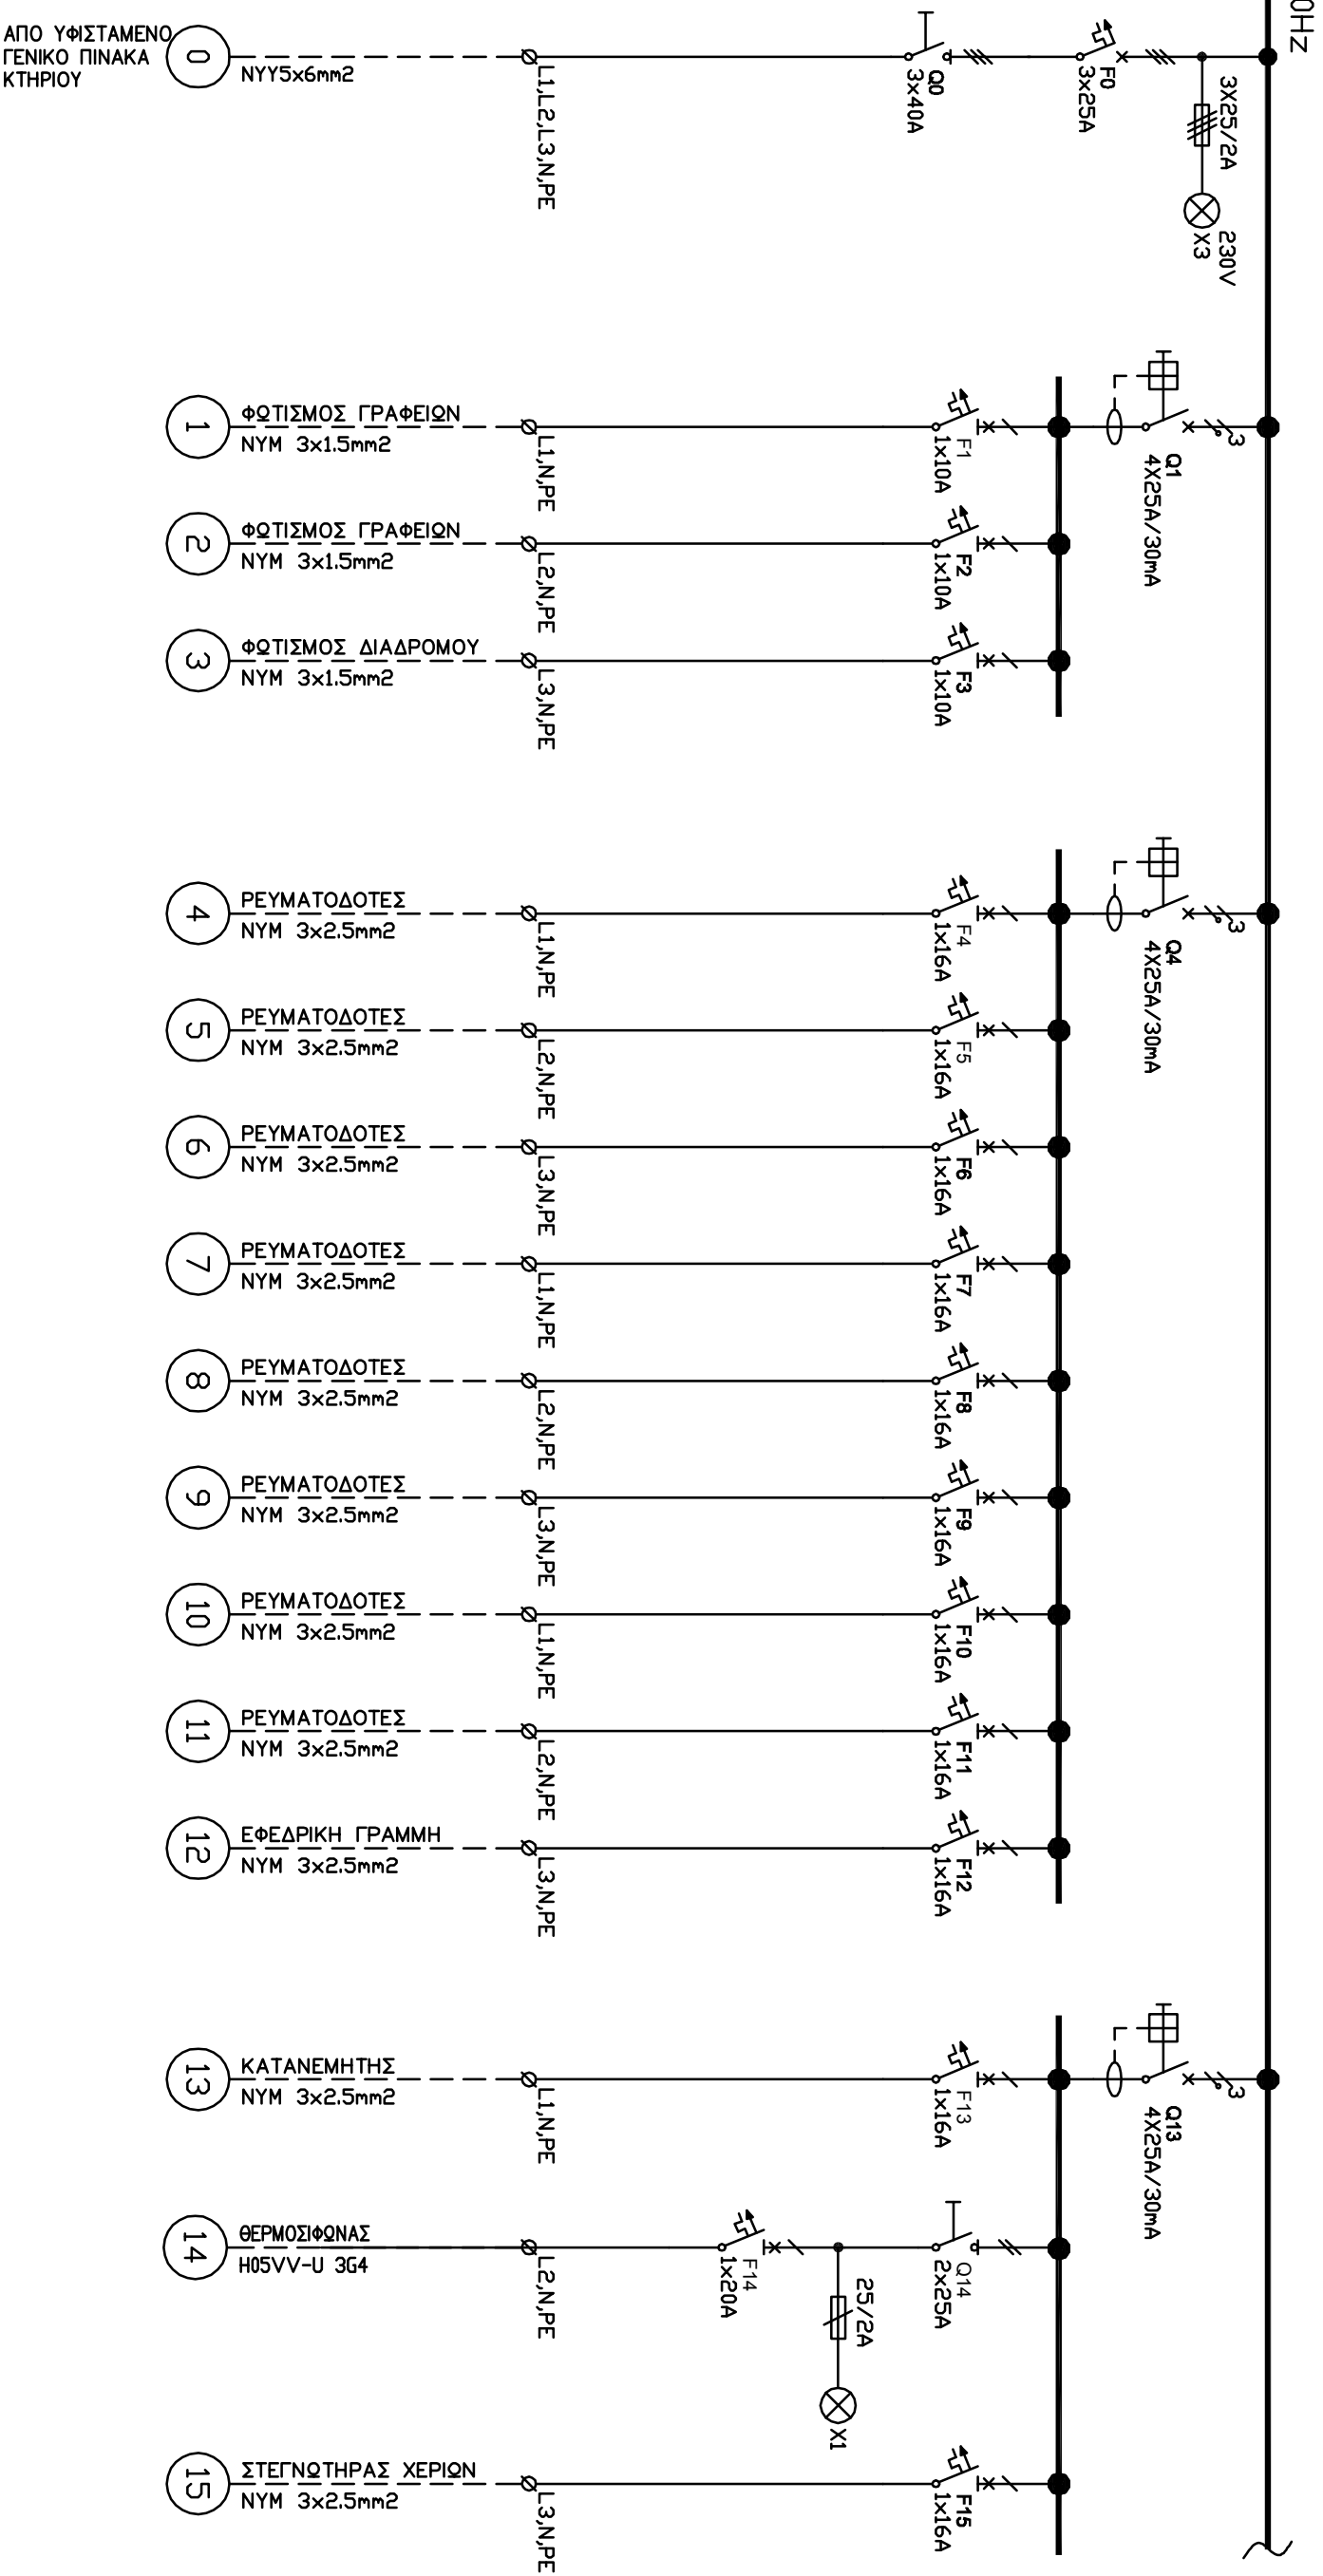 0Hz
ΑΠΟ ΥΦΙΣΤΑΜΕΝΟ
ΓΕΝΙΚΟ ΠΙΝΑΚΑ
ΚΤΗΡΙΟΥ
0
NYY5x6mm2
L1,L2,L3,N,PE
Q0
3x40A
F0
3x25A
3X25/2A
230V
X3
1
ΦΩΤΙΣΜΟΣ ΓΡΑΦΕΙΩΝ
NYM 3x1.5mm2
L1,N,PE
F1
1x10A
Q1
4X25A/30mA
3
2
ΦΩΤΙΣΜΟΣ ΓΡΑΦΕΙΩΝ
NYM 3x1.5mm2
L2,N,PE
F2
1x10A
3
ΦΩΤΙΣΜΟΣ ΔΙΑΔΡΟΜΟΥ
NYM 3x1.5mm2
L3,N,PE
F3
1x10A
4
ΡΕΥΜΑΤΟΔΟΤΕΣ
NYM 3x2.5mm2
L1,N,PE
F4
1x16A
Q4
4X25A/30mA
3
5
ΡΕΥΜΑΤΟΔΟΤΕΣ
NYM 3x2.5mm2
L2,N,PE
F5
1x16A
6
ΡΕΥΜΑΤΟΔΟΤΕΣ
NYM 3x2.5mm2
L3,N,PE
F6
1x16A
7
ΡΕΥΜΑΤΟΔΟΤΕΣ
NYM 3x2.5mm2
L1,N,PE
F7
1x16A
8
ΡΕΥΜΑΤΟΔΟΤΕΣ
NYM 3x2.5mm2
L2,N,PE
F8
1x16A
9
ΡΕΥΜΑΤΟΔΟΤΕΣ
NYM 3x2.5mm2
L3,N,PE
F9
1x16A
10
ΡΕΥΜΑΤΟΔΟΤΕΣ
NYM 3x2.5mm2
L1,N,PE
F10
1x16A
11
ΡΕΥΜΑΤΟΔΟΤΕΣ
NYM 3x2.5mm2
L2,N,PE
F11
1x16A
12
ΕΦΕΔΡΙΚΗ ΓΡΑΜΜΗ
NYM 3x2.5mm2
L3,N,PE
F12
1x16A
13
ΚΑΤΑΝΕΜΗΤΗΣ
NYM 3x2.5mm2
L1,N,PE
F13
1x16A
Q13
4X25A/30mA
3
14
ΘΕΡΜΟΣΙΦΩΝΑΣ
H05VV-U 3G4
L2,N,PE
F14
1x20A
25/2A
X1
Q14
2x25A
15
ΣΤΕΓΝΩΤΗΡΑΣ ΧΕΡΙΩΝ
NYM 3x2.5mm2
L3,N,PE
F15
1x16A